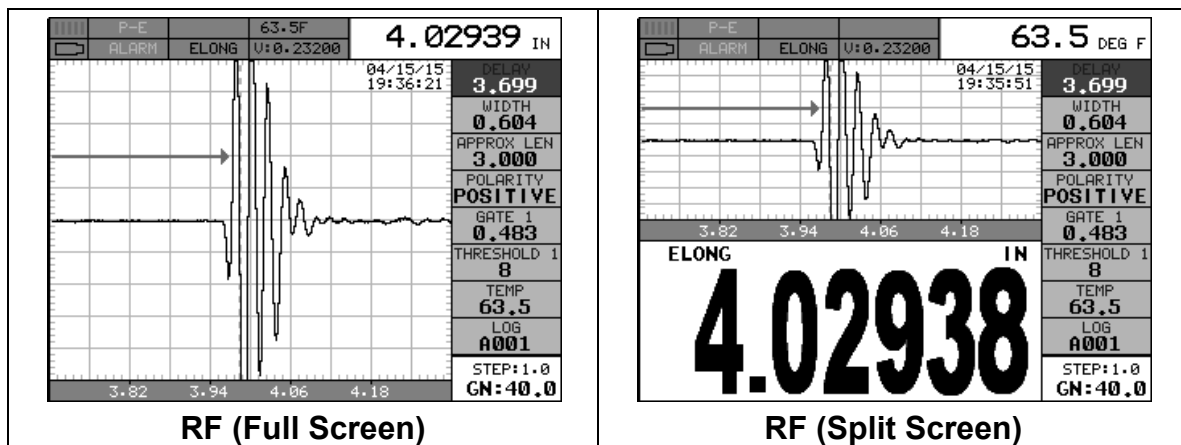 P-E
63.5F
4.02939 IN
ALARM
ELONG
V:0.23200
04/15/15
19:36:21
DELAY
3.699
WIDTH
0.604
APPROX LEN
3.000
POLARITY
POSITIVE
GATE 1
0.483
THRESHOLD 1
8
TEMP
63.5
LOG
A001
STEP:1.0
GN:40.0
3.82 3.94 4.06 4.18
RF (Full Screen)
P-E
63.5 DEG F
ALARM
ELONG
V:0.23200
04/15/15
19:35:51
DELAY
3.699
WIDTH
0.604
APPROX LEN
3.000
POLARITY
POSITIVE
GATE 1
0.483
THRESHOLD 1
8
TEMP
63.5
LOG
A001
STEP:1.0
GN:40.0
3.82 3.94 4.06 4.18
ELONG IN
4.02938
RF (Split Screen)